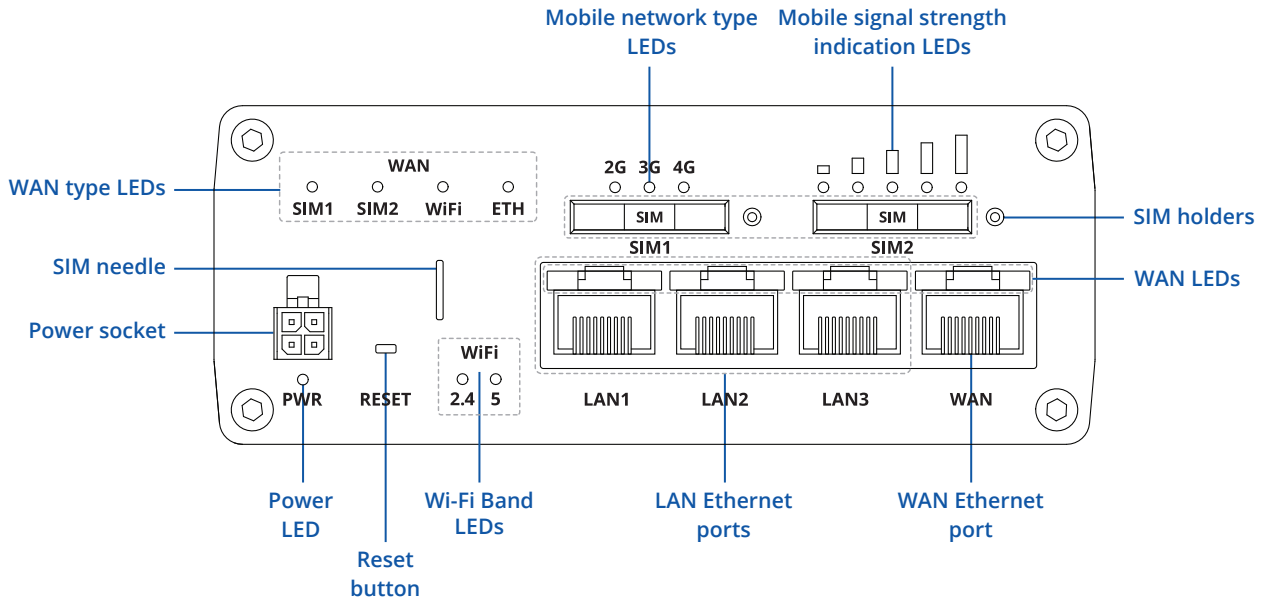 Mobile network type
LEDs
Mobile signal strength
indication LEDs
WAN type LEDs
WAN
SIM1 SIM2 WiFi ETH
2G 3G 4G
SIM
SIM
SIM holders
SIM1
SIM2
SIM needle
WAN LEDs
Power socket
WiFi
2.4 5
PWR
RESET
LAN1
LAN2
LAN3
WAN
Power
LED
Wi-Fi Band
LEDs
LAN Ethernet
ports
WAN Ethernet
port
Reset
button